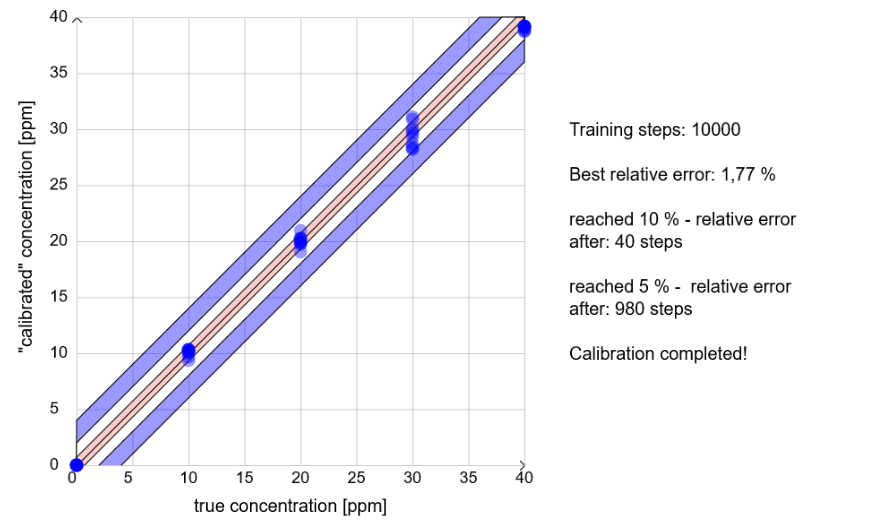 40
35
30
25
20
15
10
5
0
"calibrated" concentration [ppm]
0 5 10 15 20 25 30 35 40
true concentration [ppm]
Training steps: 10000
Best relative error: 1,77 %
reached 10 % - relative error
after: 40 steps
reached 5 % -  relative error
after: 980 steps
Calibration completed!